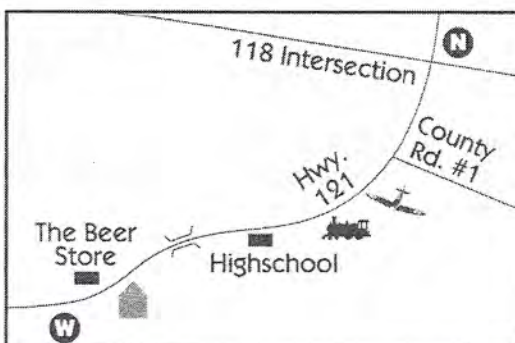 N
118 Intersection
County
Rd. #1
Hwy.
121
The Beer
Store
Highschool
W